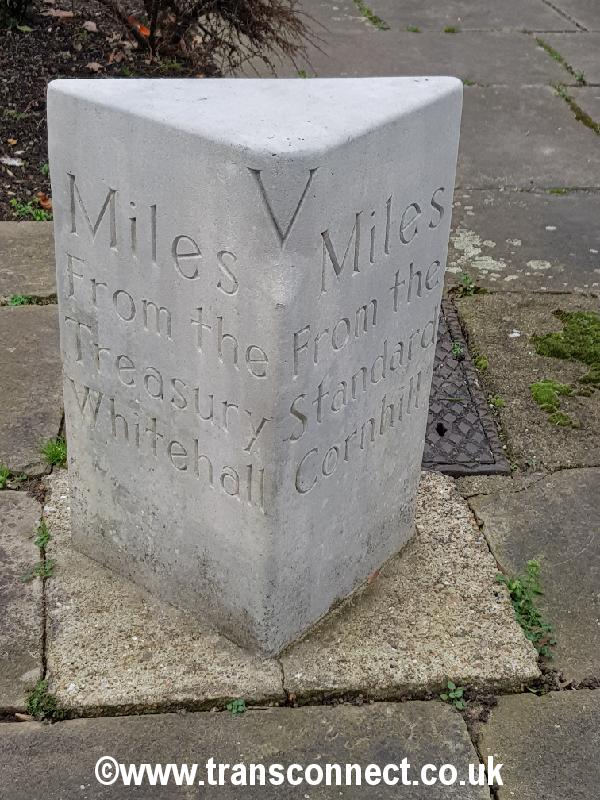 V
Miles
From the
Treasury
Whitehall
Miles
From the
Standard
Cornhill
©www.transconnect.co.uk